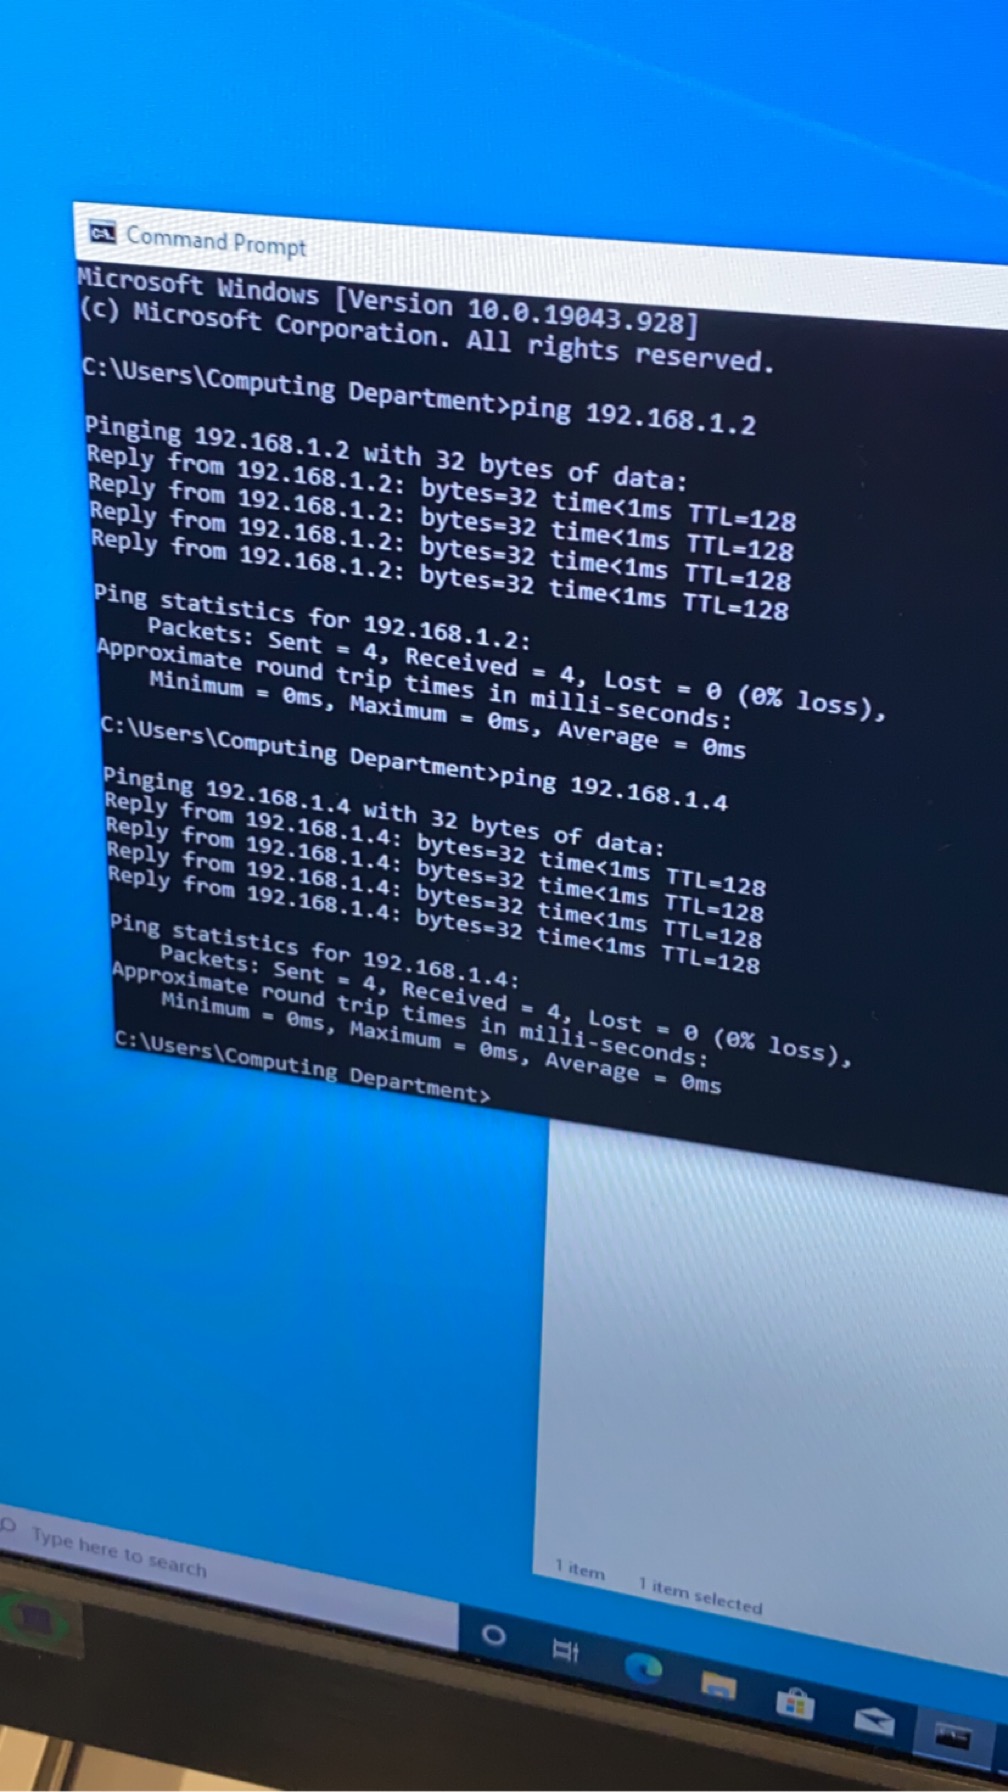 Command Prompt
Microsoft Windows [Version 10.0.19043.928]
(c) Microsoft Corporation. All rights reserved.
C:\Users\Computing Department>ping 192.168.1.2
Pinging 192.168.1.2 with 32 bytes of data:
Reply from 192.168.1.2: bytes=32 time<1ms TTL=128
Reply from 192.168.1.2: bytes=32 time<1ms TTL=128
Reply from 192.168.1.2: bytes=32 time<1ms TTL=128
Reply from 192.168.1.2: bytes=32 time<1ms TTL=128
Ping statistics for 192.168.1.2:
    Packets: Sent = 4, Received = 4, Lost = 0 (0% loss),
Approximate round trip times in milli-seconds:
    Minimum = 0ms, Maximum = 0ms, Average = 0ms
C:\Users\Computing Department>ping 192.168.1.4
Pinging 192.168.1.4 with 32 bytes of data:
Reply from 192.168.1.4: bytes=32 time<1ms TTL=128
Reply from 192.168.1.4: bytes=32 time<1ms TTL=128
Reply from 192.168.1.4: bytes=32 time<1ms TTL=128
Reply from 192.168.1.4: bytes=32 time<1ms TTL=128
Ping statistics for 192.168.1.4:
    Packets: Sent = 4, Received = 4, Lost = 0 (0% loss),
Approximate round trip times in milli-seconds:
    Minimum = 0ms, Maximum = 0ms, Average = 0ms
C:\Users\Computing Department>
1 item 1 item selected
Type here to search